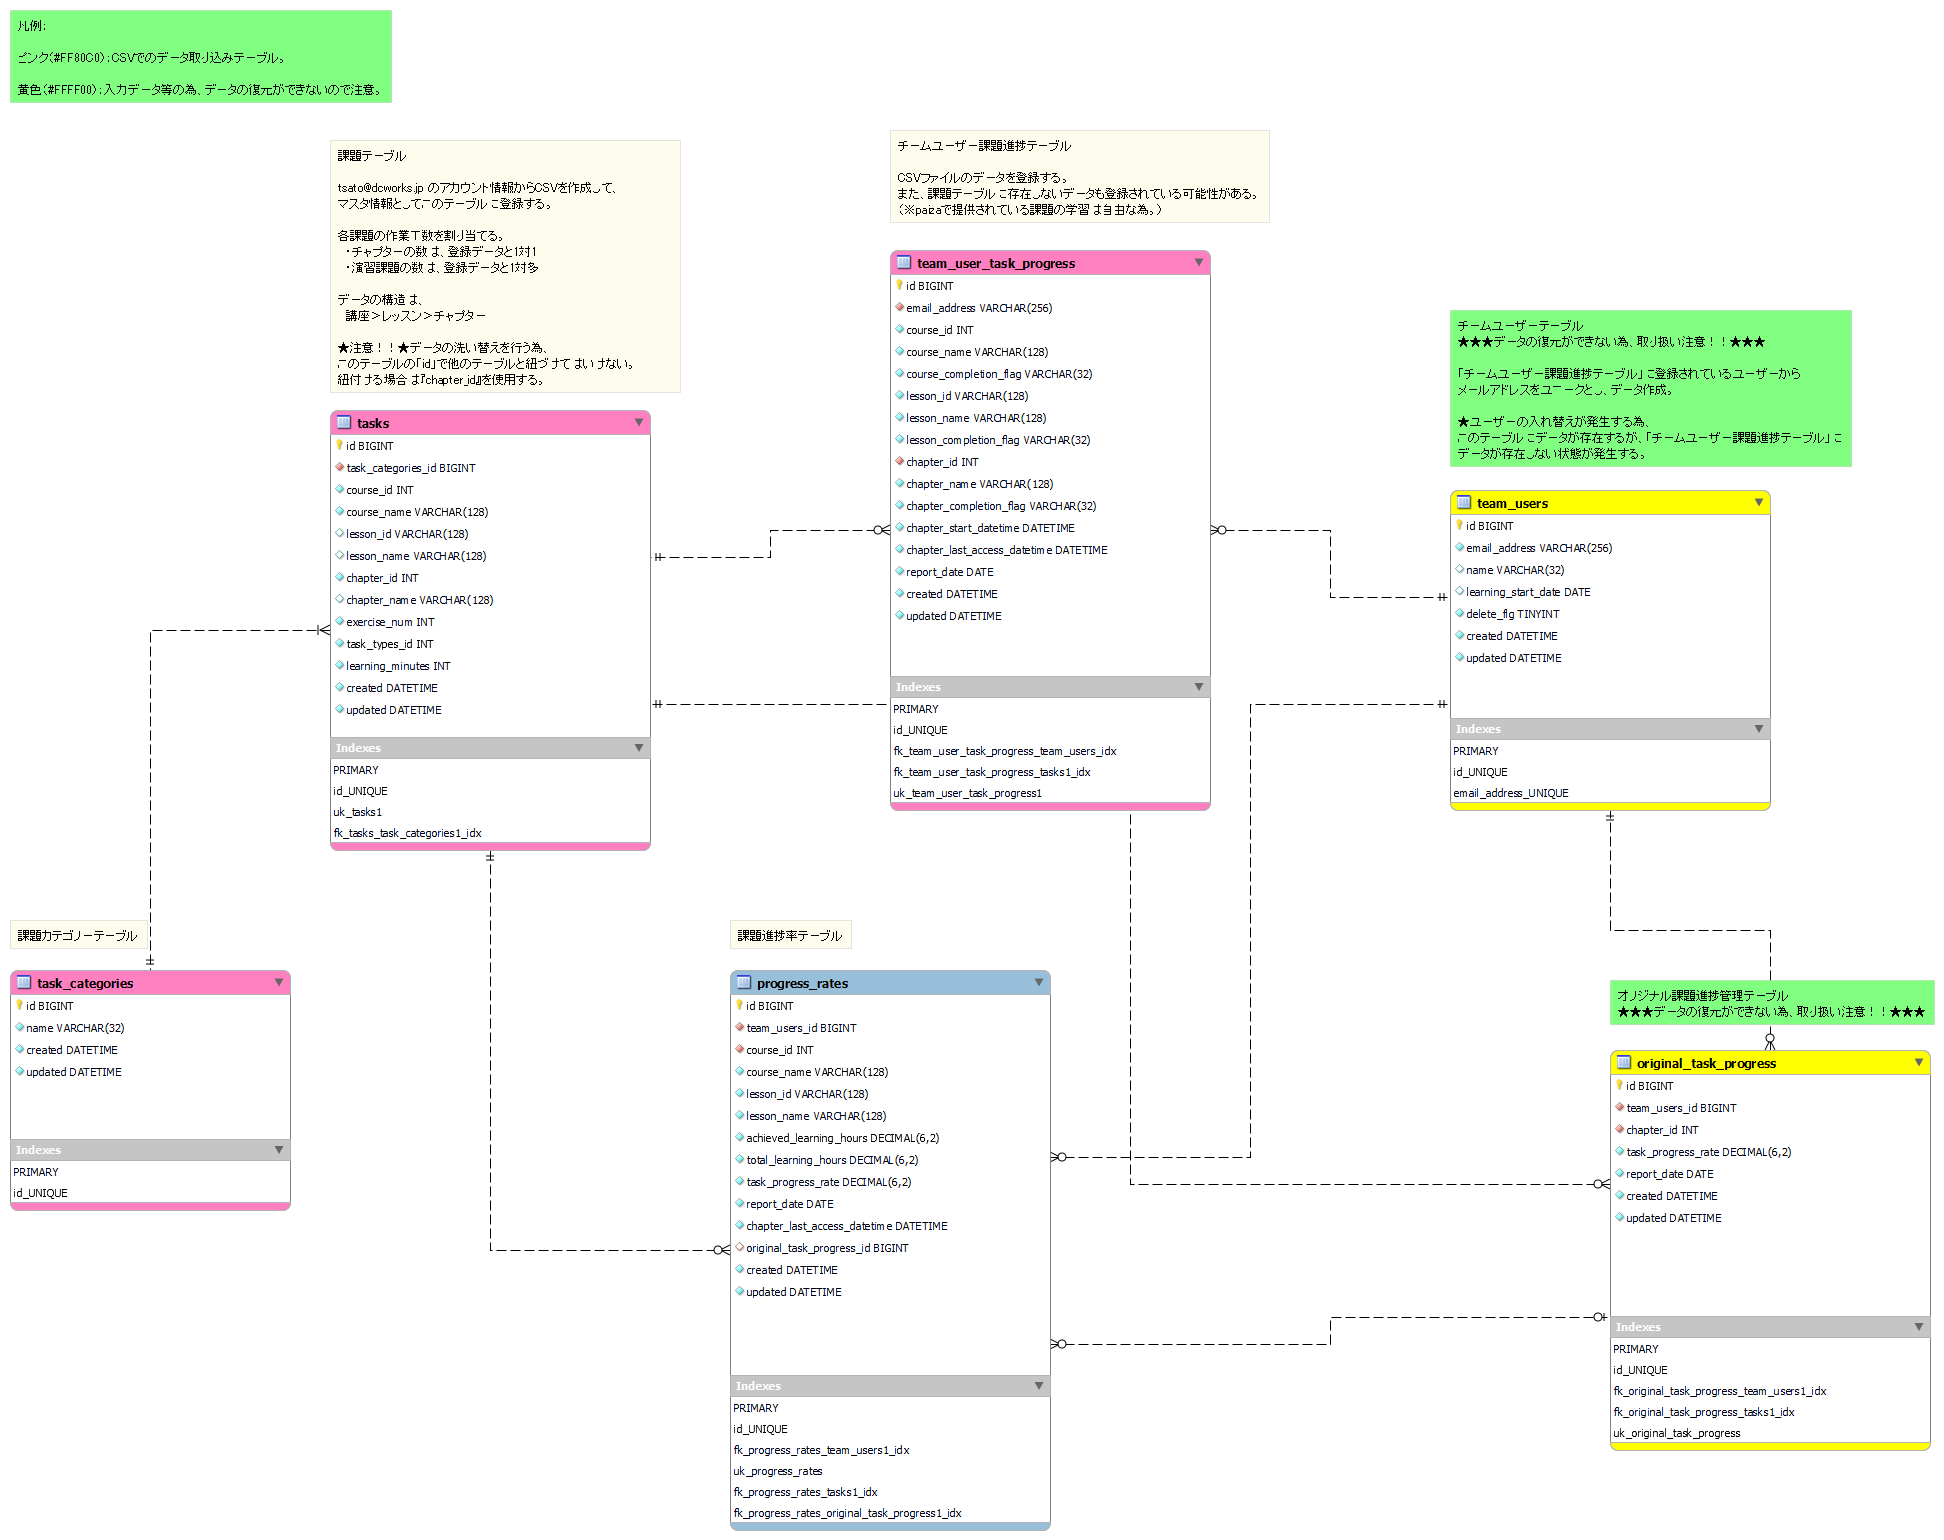 凡例：
ピンク（#FF80C0）：CSVでのデータ取り込みテーブル。
黄色（#FFFF00）：入力データ等の為、データの復元ができないので注意。
課題テーブル
tsato@dcworks.jp のアカウント情報からCSVを作成して、
マスタ情報としてこのテーブルに登録する。
各課題の作業工数を割り当てる。
・チャプターの数は、登録データと1対1
・演習課題の数は、登録データと1対多
データの構造は、
講座＞レッスン＞チャプター
★注意！！★データの洗い替えを行う為、
このテーブルの「id」で他のテーブルと紐づけてはいけない。
紐付ける場合は『chapter_id』を使用する。
tasks
id BIGINT
task_categories_id BIGINT
course_id INT
course_name VARCHAR(128)
lesson_id VARCHAR(128)
lesson_name VARCHAR(128)
chapter_id INT
chapter_name VARCHAR(128)
exercise_num INT
task_types_id INT
learning_minutes INT
created DATETIME
updated DATETIME
Indexes
PRIMARY
id_UNIQUE
uk_tasks1
fk_tasks_task_categories1_idx
チームユーザー課題進捗テーブル
CSVファイルのデータを登録する。
また、課題テーブルに存在しないデータも登録されている可能性がある。
（※paizaで提供されている課題の学習は自由な為。）
team_user_task_progress
id BIGINT
email_address VARCHAR(256)
course_id INT
course_name VARCHAR(128)
course_completion_flag VARCHAR(32)
lesson_id VARCHAR(128)
lesson_name VARCHAR(128)
lesson_completion_flag VARCHAR(32)
chapter_id INT
chapter_name VARCHAR(128)
chapter_completion_flag VARCHAR(32)
chapter_start_datetime DATETIME
chapter_last_access_datetime DATETIME
report_date DATE
created DATETIME
updated DATETIME
Indexes
PRIMARY
id_UNIQUE
fk_team_user_task_progress_team_users_idx
fk_team_user_task_progress_tasks1_idx
uk_team_user_task_progress1
チームユーザーテーブル
★★★データの復元ができない為、取り扱い注意！！★★★
「チームユーザー課題進捗テーブル」に登録されているユーザーから
メールアドレスをユニークとし、データ作成。
★ユーザーの入れ替えが発生する為、
このテーブルにデータが存在するが、「チームユーザー課題進捗テーブル」に
データが存在しない状態が発生する。
team_users
id BIGINT
email_address VARCHAR(256)
name VARCHAR(32)
learning_start_date DATE
delete_flg TINYINT
created DATETIME
updated DATETIME
Indexes
PRIMARY
id_UNIQUE
email_address_UNIQUE
課題カテゴリーテーブル
task_categories
id BIGINT
name VARCHAR(32)
created DATETIME
updated DATETIME
Indexes
PRIMARY
id_UNIQUE
課題進捗率テーブル
progress_rates
id BIGINT
team_users_id BIGINT
course_id INT
course_name VARCHAR(128)
lesson_id VARCHAR(128)
lesson_name VARCHAR(128)
achieved_learning_hours DECIMAL(6,2)
total_learning_hours DECIMAL(6,2)
task_progress_rate DECIMAL(6,2)
report_date DATE
chapter_last_access_datetime DATETIME
original_task_progress_id BIGINT
created DATETIME
updated DATETIME
Indexes
PRIMARY
id_UNIQUE
fk_progress_rates_team_users1_idx
uk_progress_rates
fk_progress_rates_tasks1_idx
fk_progress_rates_original_task_progress1_idx
オリジナル課題進捗管理テーブル
★★★データの復元ができない為、取り扱い注意！！★★★
original_task_progress
id BIGINT
team_users_id BIGINT
chapter_id INT
task_progress_rate DECIMAL(6,2)
report_date DATE
created DATETIME
updated DATETIME
Indexes
PRIMARY
id_UNIQUE
fk_original_task_progress_team_users1_idx
fk_original_task_progress_tasks1_idx
uk_original_task_progress